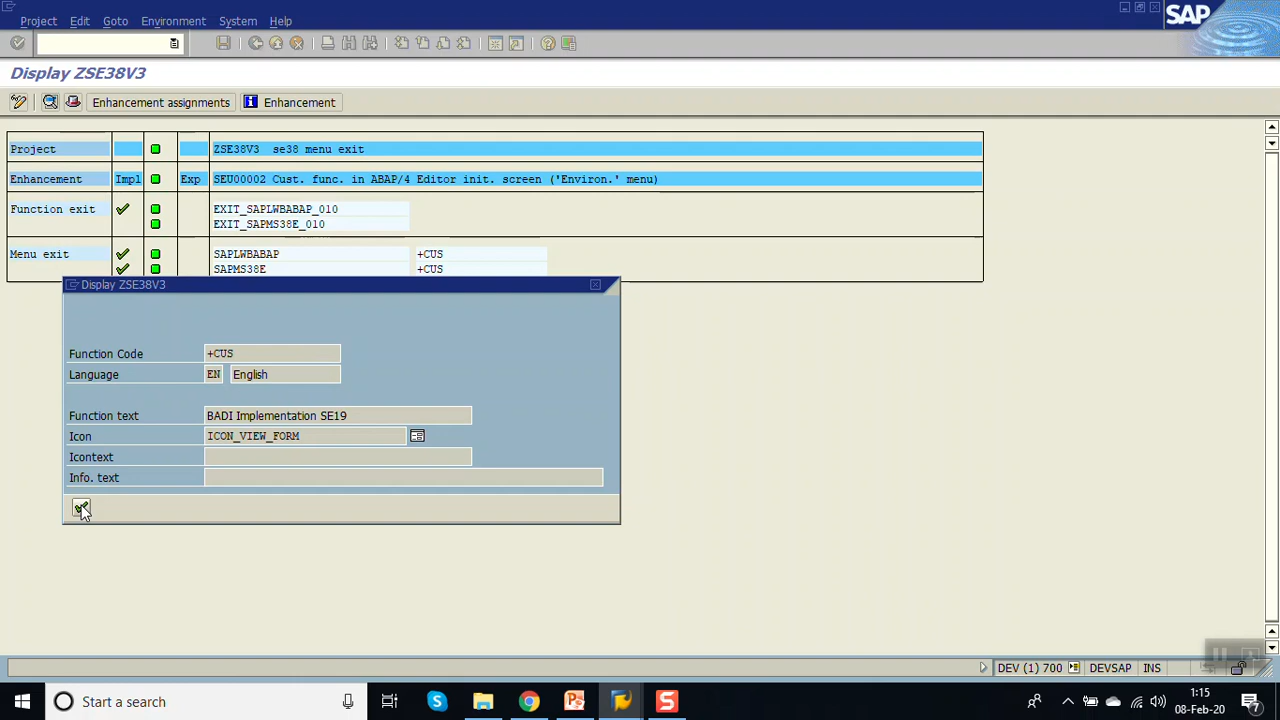 Project Edit Goto Environment System Help
SAP
Display ZSE38V3
Enhancement assignments Enhancement
Project ZSE38V3 se38 menu exit
Enhancement Impl Exp SEU00002 Cust. func. in ABAP/4 Editor init. screen ('Environ.' menu)
Function exit EXIT_SAPLWBABAP_010
EXIT_SAPMS38E_010
Menu exit SAPLWBABAP +CUS
SAPMS38E +CUS
Display ZSE38V3
Function Code +CUS
Language EN English
Function text BADI Implementation SE19
Icon ICON_VIEW_FORM
Icontext
Info. text
DEV (1) 700 DEVSAP INS
Start a search
1:15
08-Feb-20
7